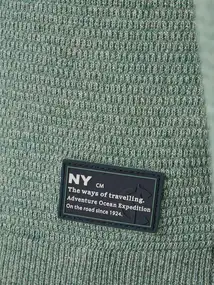 NY CM
The ways of travelling.
Adventure Ocean Expedition
On the road since 1924.